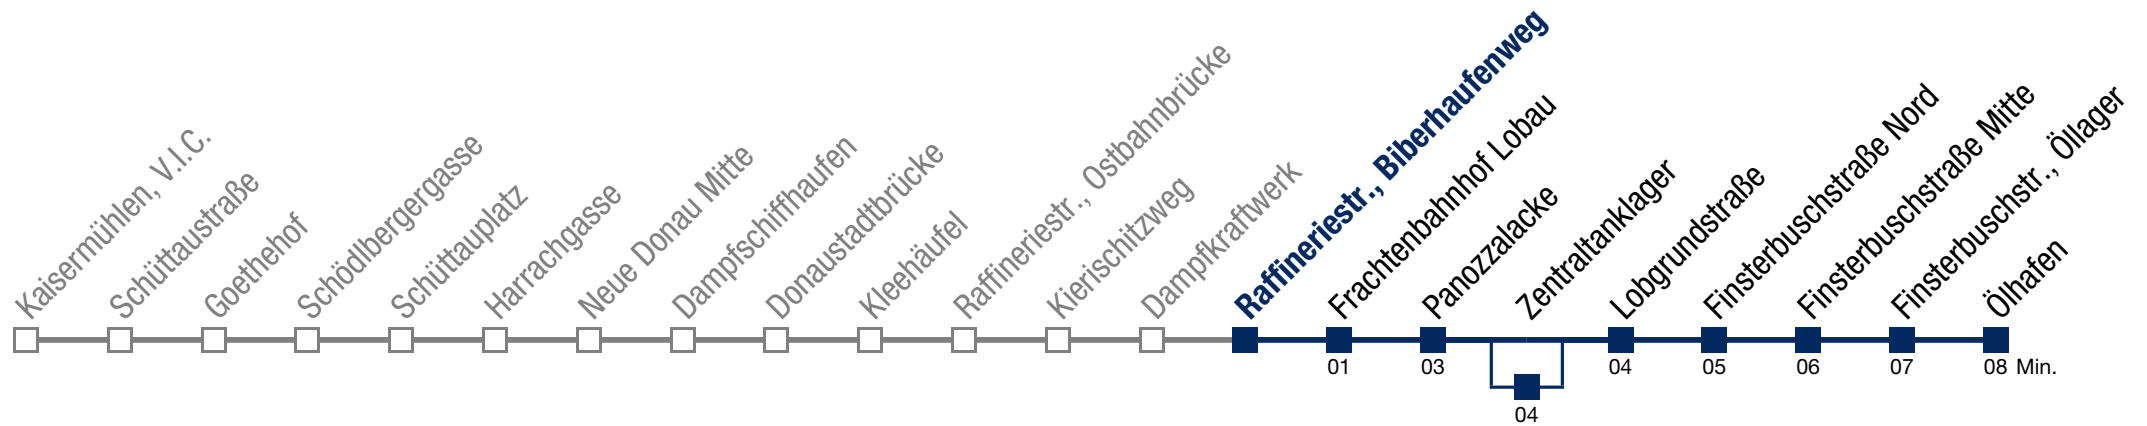 Kaisermühlen, V.I.C.
Schüttaustraße
Goethehof
Schödlbergergasse
Schüttauplatz
Harrachgasse
Neue Donau Mitte
Dampfschiffhaufen
Donaustadtbrücke
Kleehäufel
Raffineriestr., Ostbahnbrücke
Kierischitzweg
Dampfkraftwerk
Raffineriestr., Biberhaufenweg
Frachtenbahnhof Lobau
Panozzalacke
Zentraltanklager
Lobgrundstraße
Finsterbuschstraße Nord
Finsterbuschstraße Mitte
Finsterbuschstr., Öllager
Ölhafen
01 03 04 05 06 07 08 Min.
04